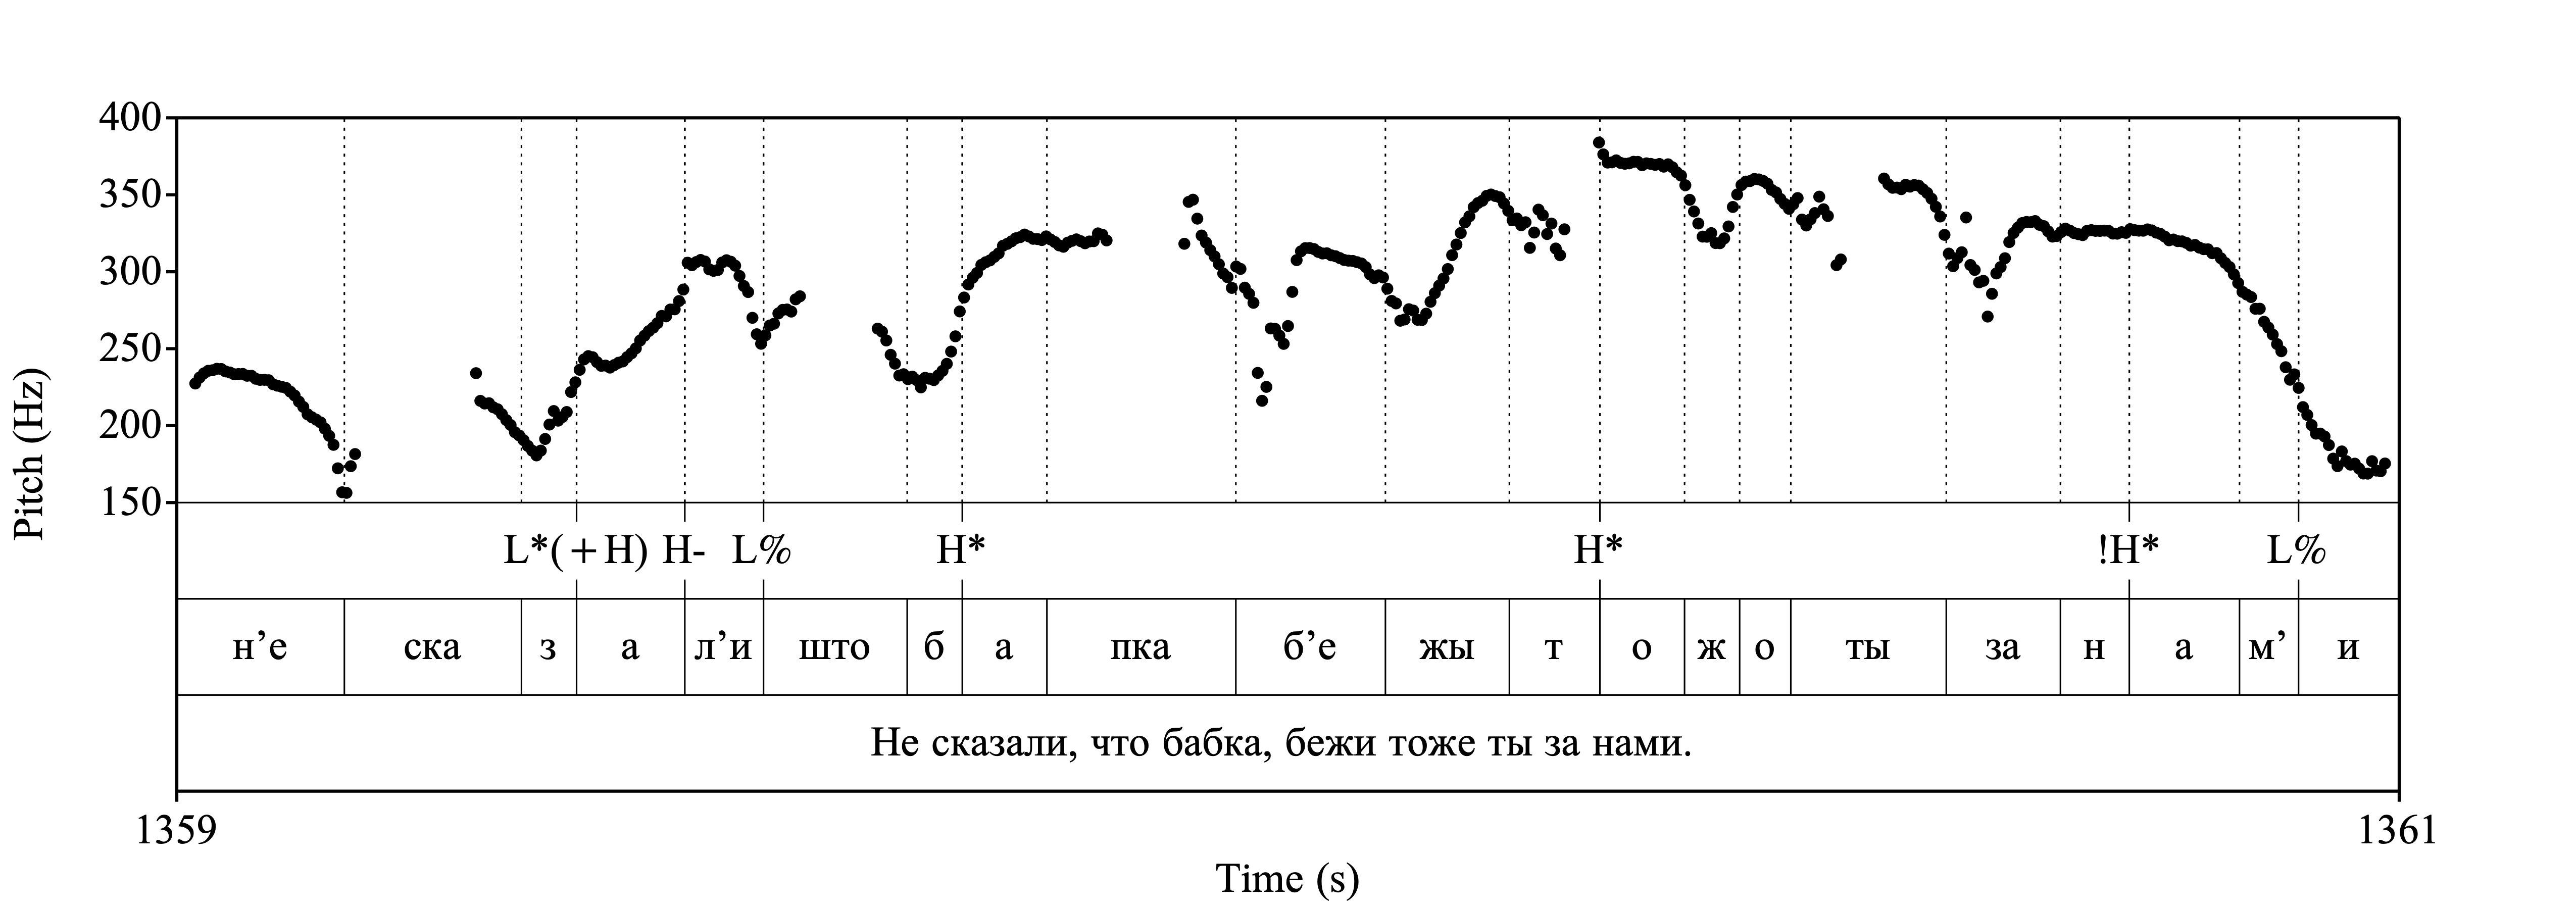 400
350
300
250
200
150
Pitch (Hz)
L*(+H) H- L% H* H* !H* L%
н’е ска з а л’и што б а пка б’е жы т о ж о ты за н а м’ и
Не сказали, что бабка, бежи тоже ты за нами.
1359 1361
Time (s)